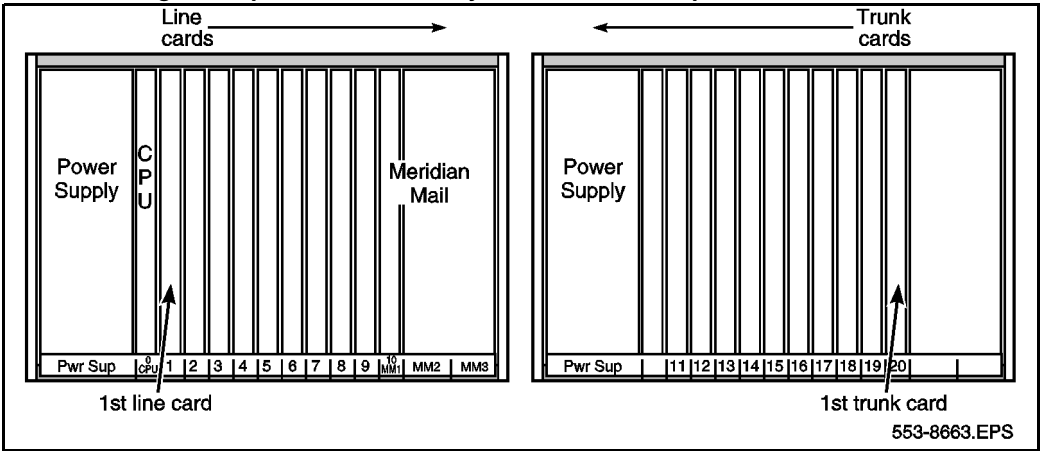 Line
cards
Trunk
cards
Power
Supply
CPU
Meridian
Mail
Pwr Sup 0 CPU 1 2 3 4 5 6 7 8 9 10 MM1 MM2 MM3
1st line card
Power
Supply
Pwr Sup 11 12 13 14 15 16 17 18 19 20
1st trunk card
553-8663.EPS